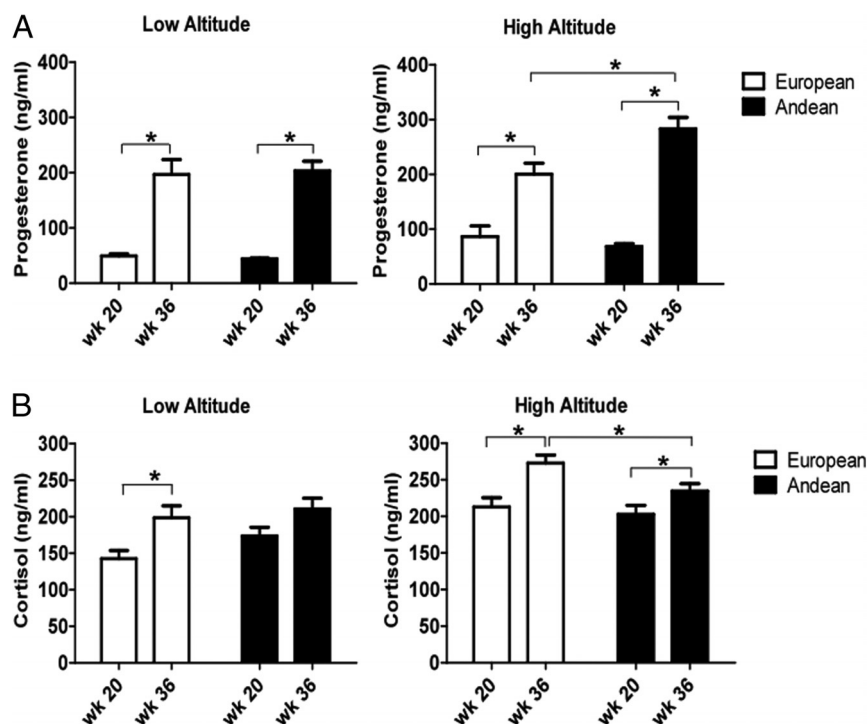 A
Low Altitude
Progesterone (ng/ml)
400
300
200
100
0
*
*
wk 20
wk 36
wk 20
wk 36
High Altitude
Progesterone (ng/ml)
400
300
200
100
0
*
*
*
wk 20
wk 36
wk 20
wk 36
European
Andean
B
Low Altitude
Cortisol (ng/ml)
300
250
200
150
100
50
0
*
wk 20
wk 36
wk 20
wk 36
High Altitude
Cortisol (ng/ml)
300
250
200
150
100
50
0
*
*
*
wk 20
wk 36
wk 20
wk 36
European
Andean